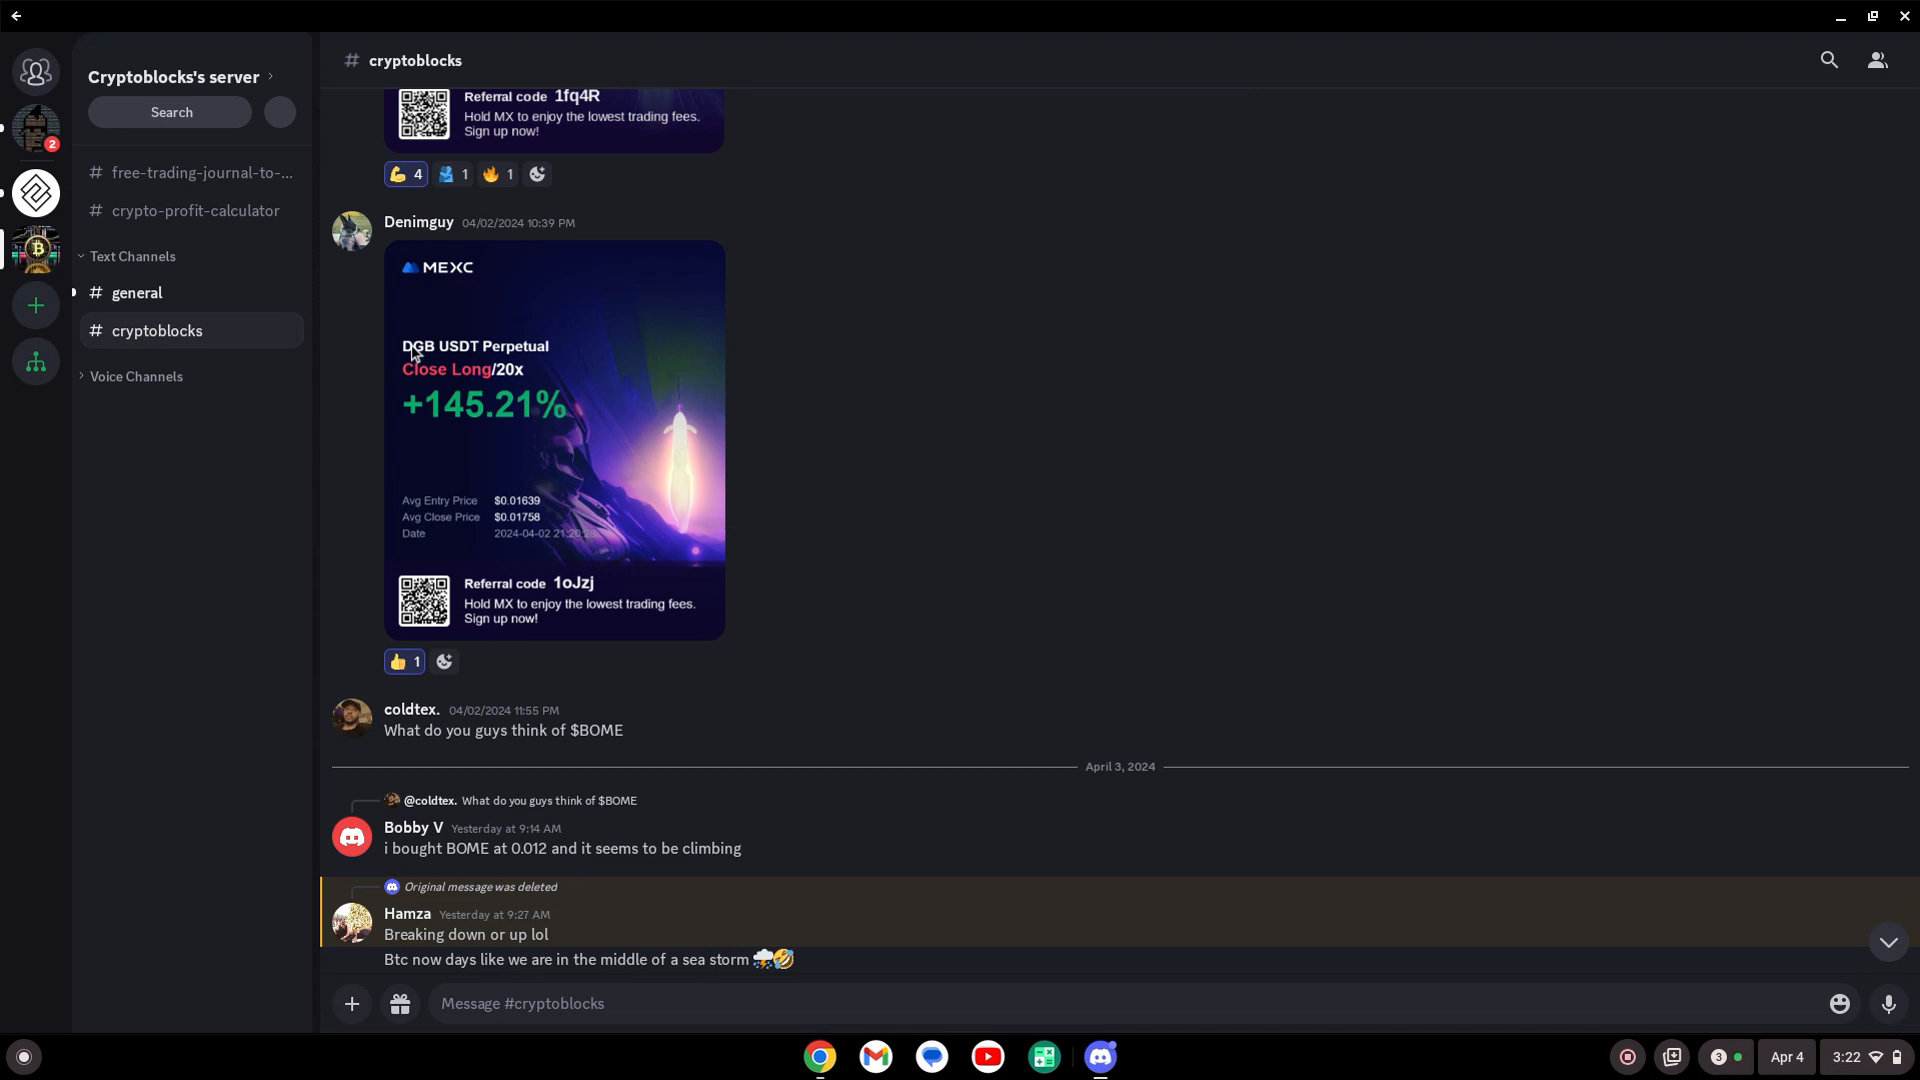 Cryptoblocks's server
Search
2
free-trading-journal-to-...
crypto-profit-calculator
Text Channels
general
cryptoblocks
Voice Channels
# cryptoblocks
Referral code 1fq4R
Hold MX to enjoy the lowest trading fees.
Sign up now!
4 1 1
Denimguy 04/02/2024 10:39 PM
MEXC
DGB USDT Perpetual
Close Long/20x
+145.21%
Avg Entry Price $0.01639
Avg Close Price $0.01758
Date 2024-04-02
Referral code 1oJzj
Hold MX to enjoy the lowest trading fees.
Sign up now!
1
coldtex. 04/02/2024 11:55 PM
What do you guys think of $BOME
April 3, 2024
@coldtex. What do you guys think of $BOME
Bobby V Yesterday at 9:14 AM
i bought BOME at 0.012 and it seems to be climbing
Original message was deleted
Hamza Yesterday at 9:27 AM
Breaking down or up lol
Btc now days like we are in the middle of a sea storm ⛈️🤣
Message #cryptoblocks
3
Apr 4
3:22